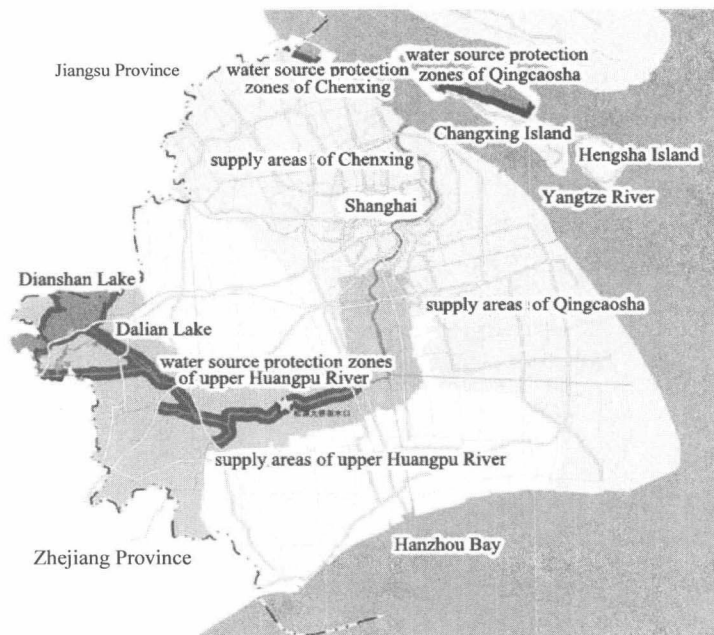 Jiangsu Province
water source protection
zones of Chenxing
water source protection
zones of Qingcaosha
Changxing Island
Hengsha Island
supply areas of Chenxing
Yangtze River
Shanghai
Dianshan Lake
supply areas of Qingcaosha
Dalian Lake
water source protection zones
of upper Huangpu River
supply areas of upper Huangpu River
Hanzhou Bay
Zhejiang Province